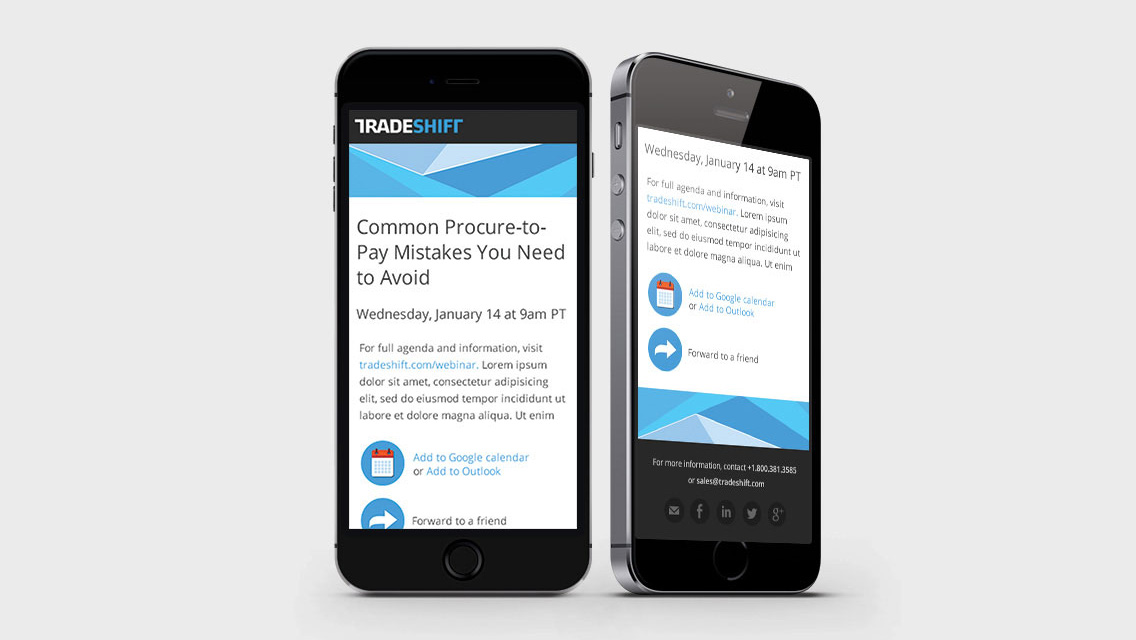 TRADESHIFT
Common Procure-to-
Pay Mistakes You Need
to Avoid
Wednesday, January 14 at 9am PT
For full agenda and information, visit
tradeshift.com/webinar. Lorem ipsum
dolor sit amet, consectetur adipisicing
elit, sed do eiusmod tempor incididunt ut
labore et dolore magna aliqua. Ut enim
Add to Google calendar
or Add to Outlook
Forward to a friend
Wednesday, January 14 at 9am PT
For full agenda and information, visit
tradeshift.com/webinar. Lorem ipsum
dolor sit amet, consectetur adipisicing
elit, sed do eiusmod tempor incididunt ut
labore et dolore magna aliqua. Ut enim
Add to Google calendar
or Add to Outlook
Forward to a friend
For more information, contact +1.800.381.3585
or sales@tradeshift.com
f in g+